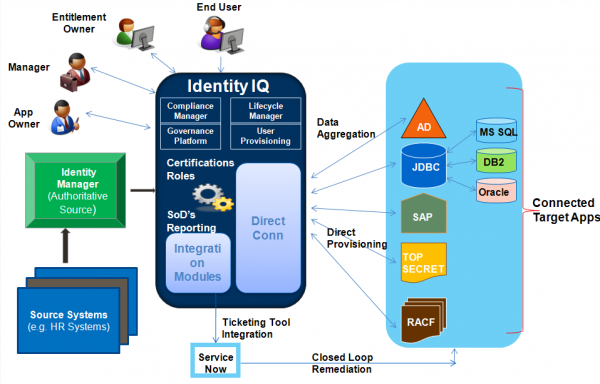 Entitlement
Owner
End User
Manager
App
Owner
Identity IQ
Compliance
Manager
Lifecycle
Manager
Governance
Platform
User
Provisioning
Certifications
Roles
SoD's
Reporting
Integrati
on
Modules
Direct
Conn
Identity
Manager
(Authoritative
Source)
Source Systems
(e.g. HR Systems)
Data
Aggregation
Direct
Provisioning
AD
JDBC
SAP
TOP
SECRET
RACF
MS SQL
DB2
Oracle
Connected
Target Apps
Ticketing Tool
Integration
Service
Now
Closed Loop
Remediation